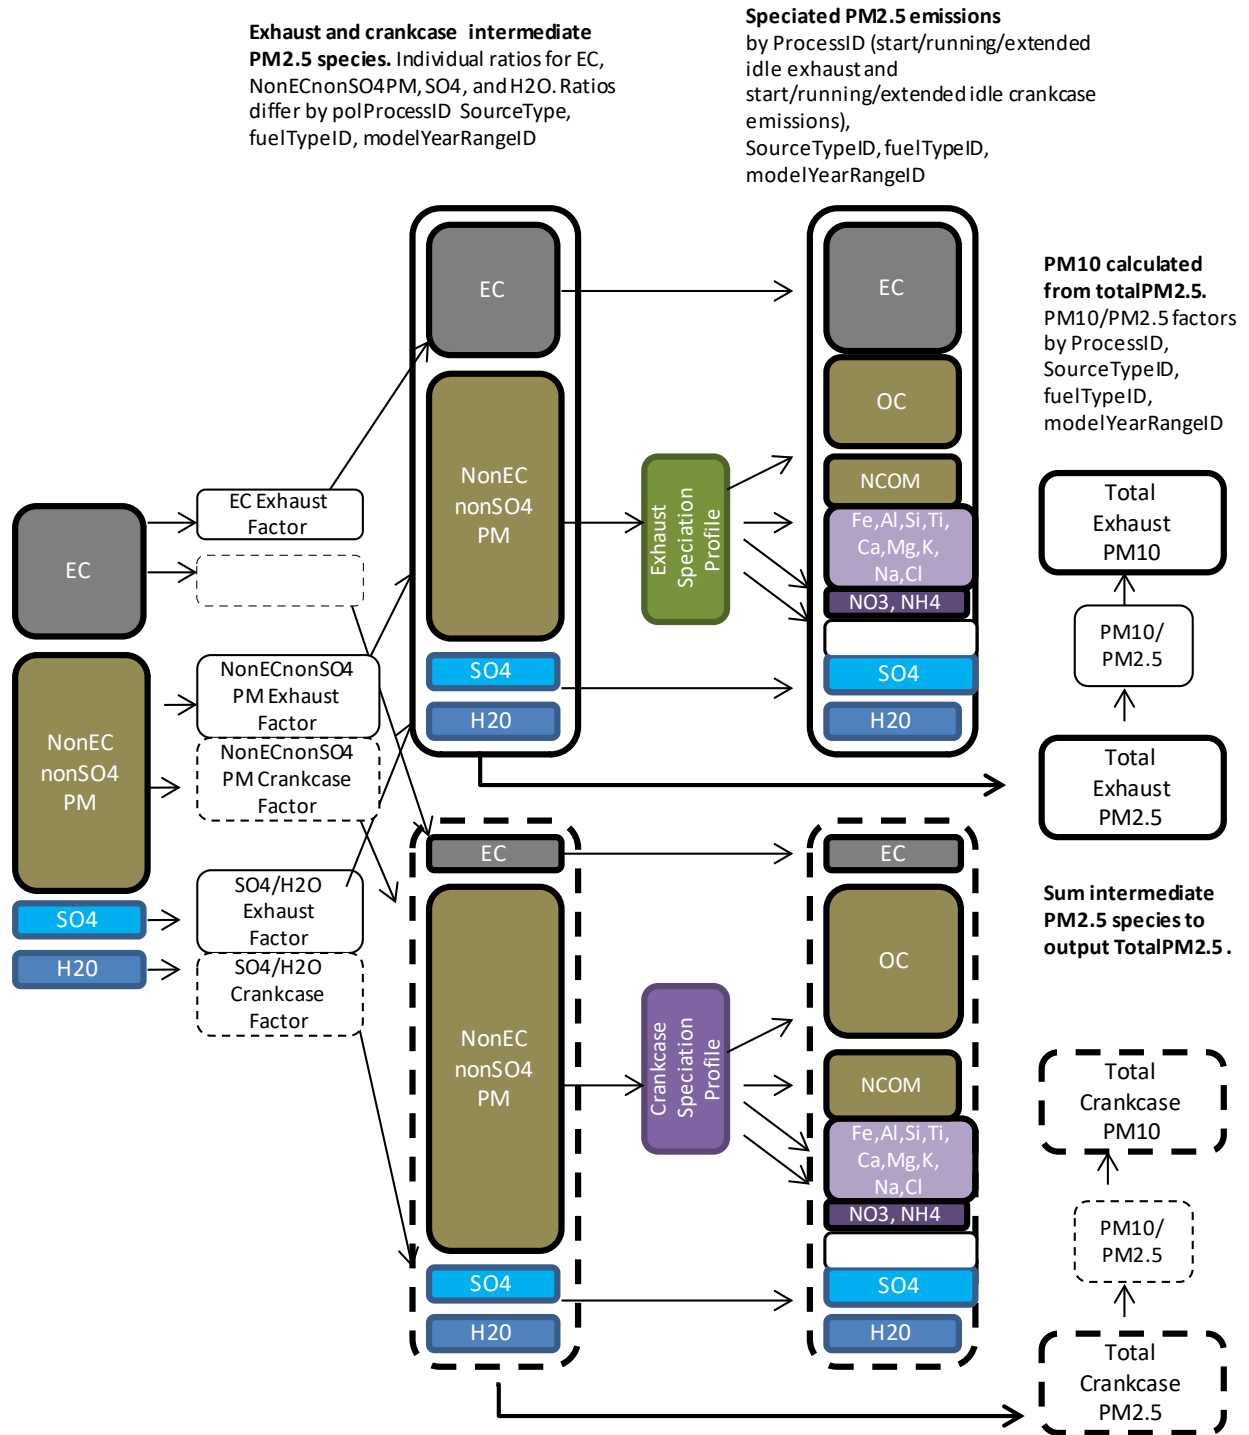 Exhaust and crankcase intermediate
PM2.5 species. Individual ratios for EC,
NonECnonSO4PM, SO4, and H2O. Ratios
differ by polProcessID SourceType,
fuelTypeID, modelYearRangeID
Speciated PM2.5 emissions
by ProcessID (start/running/extended
idle exhaust and
start/running/extended idle crankcase
emissions),
SourceTypeID, fuelTypeID,
modelYearRangeID
PM10 calculated
from totalPM2.5.
PM10/PM2.5 factors
by ProcessID,
SourceTypeID,
fuelTypeID,
modelYearRangeID
EC
NonEC
nonSO4
PM
SO4
H20
EC Exhaust
Factor
NonECnonSO4
PM Exhaust
Factor
NonECnonSO4
PM Crankcase
Factor
SO4/H2O
Exhaust
Factor
SO4/H2O
Crankcase
Factor
EC
NonEC
nonSO4
PM
SO4
H20
Exhaust
Speciation
Profile
EC
OC
NCOM
Fe,Al,Si,Ti,
Ca,Mg,K,
Na,Cl
NO3, NH4
SO4
H20
Total
Exhaust
PM10
PM10/
PM2.5
Total
Exhaust
PM2.5
EC
NonEC
nonSO4
PM
SO4
H20
Crankcase
Speciation
Profile
EC
OC
NCOM
Fe,Al,Si,Ti,
Ca,Mg,K,
Na,Cl
NO3, NH4
SO4
H20
Sum intermediate
PM2.5 species to
output TotalPM2.5.
Total
Crankcase
PM10
PM10/
PM2.5
Total
Crankcase
PM2.5